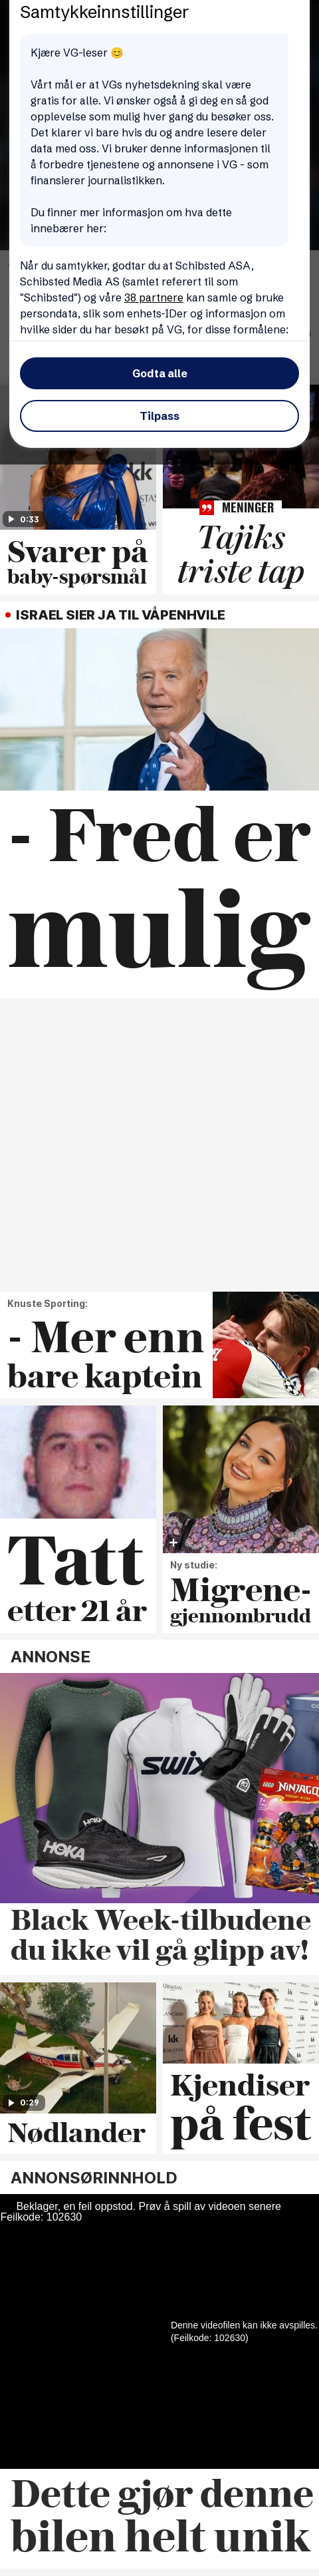 Samtykkeinnstillinger
Kjære VG-leser 😊
Vårt mål er at VGs nyhetsdekning skal være
gratis for alle. Vi ønsker også å gi deg en så god
opplevelse som mulig hver gang du besøker oss.
Det klarer vi bare hvis du og andre lesere deler
data med oss. Vi bruker denne informasjonen til
å forbedre tjenestene og annonsene i VG - som
finansierer journalistikken.
Du finner mer informasjon om hva dette
innebærer her:
Når du samtykker, godtar du at Schibsted ASA,
Schibsted Media AS (samlet referert til som
"Schibsted") og våre 38 partnere kan samle og bruke
persondata, slik som enhets-IDer og informasjon om
hvilke sider du har besøkt på VG, for disse formålene:
Godta alle
Tilpass
0:33
Svarer på
baby-spørsmål
MENINGER
Tajiks
triste tap
ISRAEL SIER JA TIL VÅPENHVILE
- Fred er
mulig
Knuste Sporting:
- Mer enn
bare kaptein
Tatt
etter 21 år
Ny studie:
Migrene-
gjennombrudd
ANNONSE
SWIX
HOKA
LEGO
NINJAGO
Black Week-tilbudene
du ikke vil gå glipp av!
0:29
Nødlander
Kjendiser
på fest
ANNONSØRINNHOLD
Beklager, en feil oppstod. Prøv å spill av videoen senere
Feilkode: 102630
Denne videofilen kan ikke avspilles.
(Feilkode: 102630)
Dette gjør denne
bilen helt unik